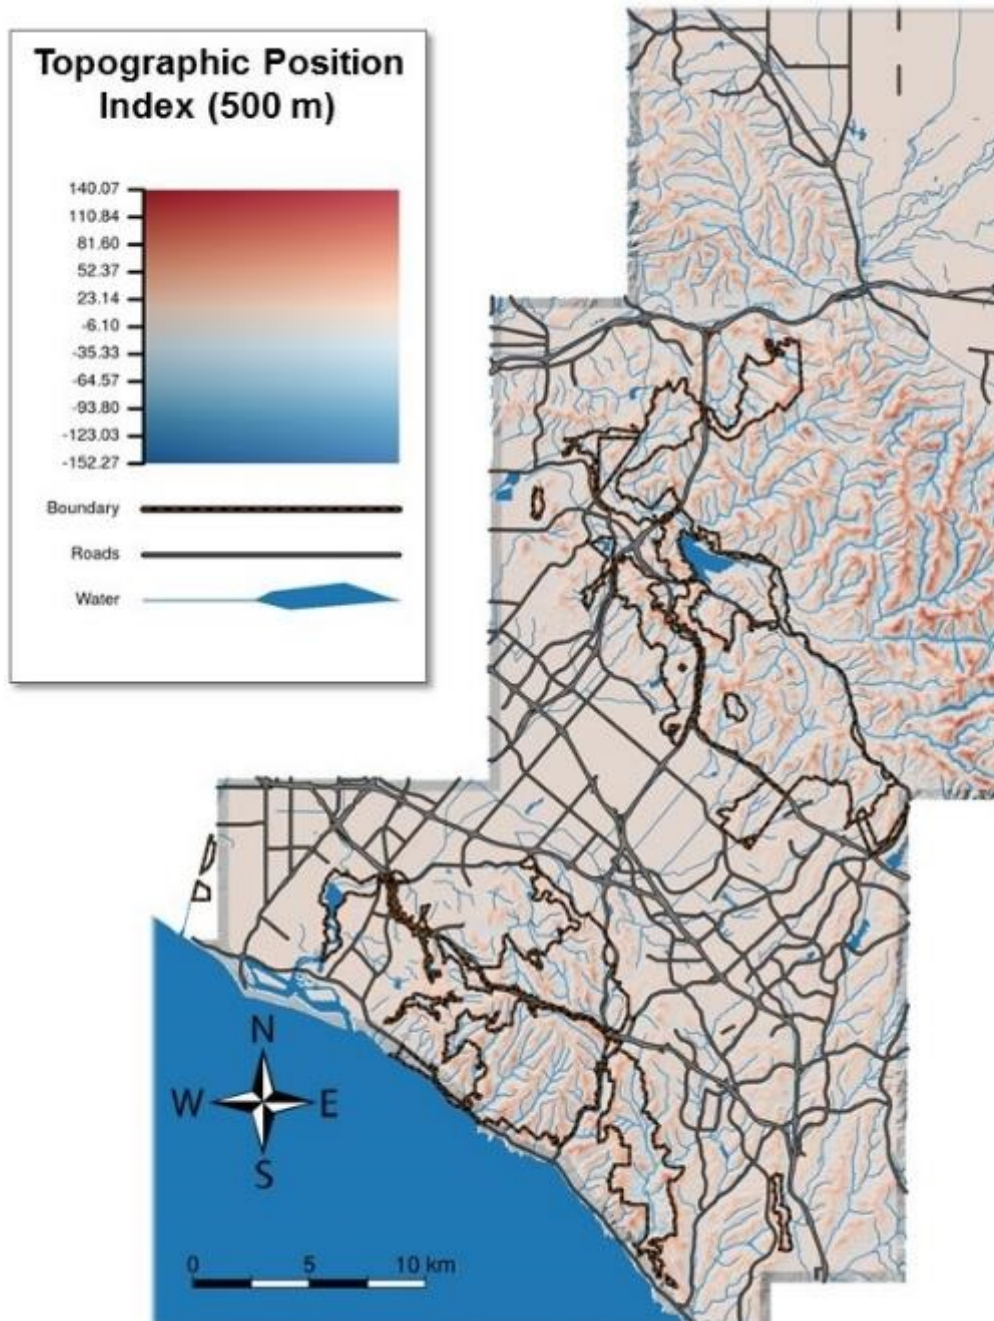 Topographic Position
Index (500 m)
140.07
110.84
81.60
52.37
23.14
-6.10
-35.33
-64.57
-93.80
-123.03
-152.27
Boundary
Roads
Water
N
W E
S
0 5 10 km